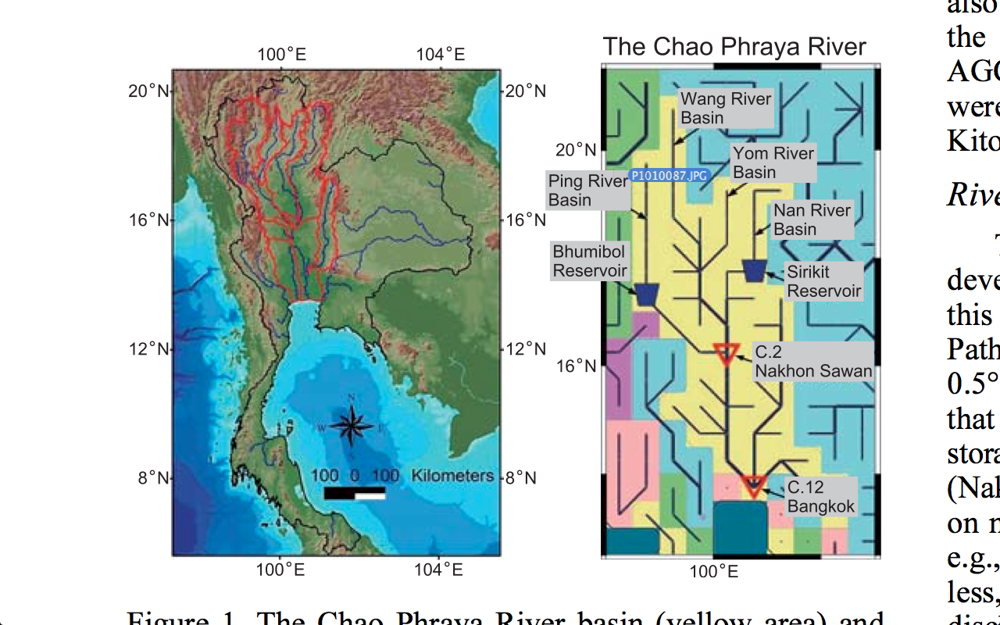 100°E
104°E
20°N
20°N
16°N
16°N
12°N
12°N
8°N
8°N
N
W
E
S
100 0 100 Kilometers
100°E
104°E
The Chao Phraya River
Wang River
Basin
20°N
Yom River
Basin
P1010087.JPG
Ping River
Basin
Nan River
Basin
Bhumibol
Reservoir
Sirikit
Reservoir
C.2
Nakhon Sawan
16°N
C.12
Bangkok
100°E
Figure 1. The Chao Phraya River basin (yellow area) and
also
the
AGC
were
Kito
Rive
T
deve
this
Path
0.5°
that
stora
(Nak
on n
e.g.,
less,